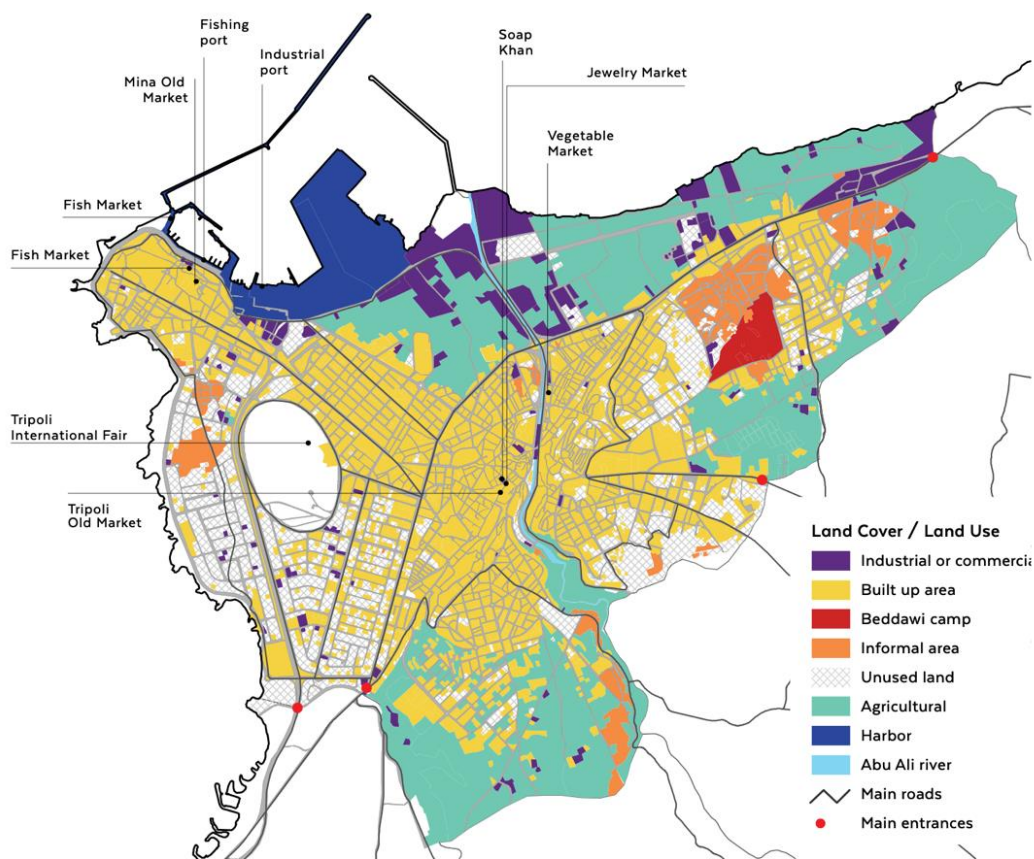 Fishing
port
Mina Old
Market
Industrial
port
Soap
Khan
Jewelry Market
Vegetable
Market
Fish Market
Fish Market
Tripoli
International Fair
Tripoli
Old Market
Land Cover / Land Use
Industrial or commercia
Built up area
Beddawi camp
Informal area
Unused land
Agricultural
Harbor
Abu Ali river
Main roads
Main entrances